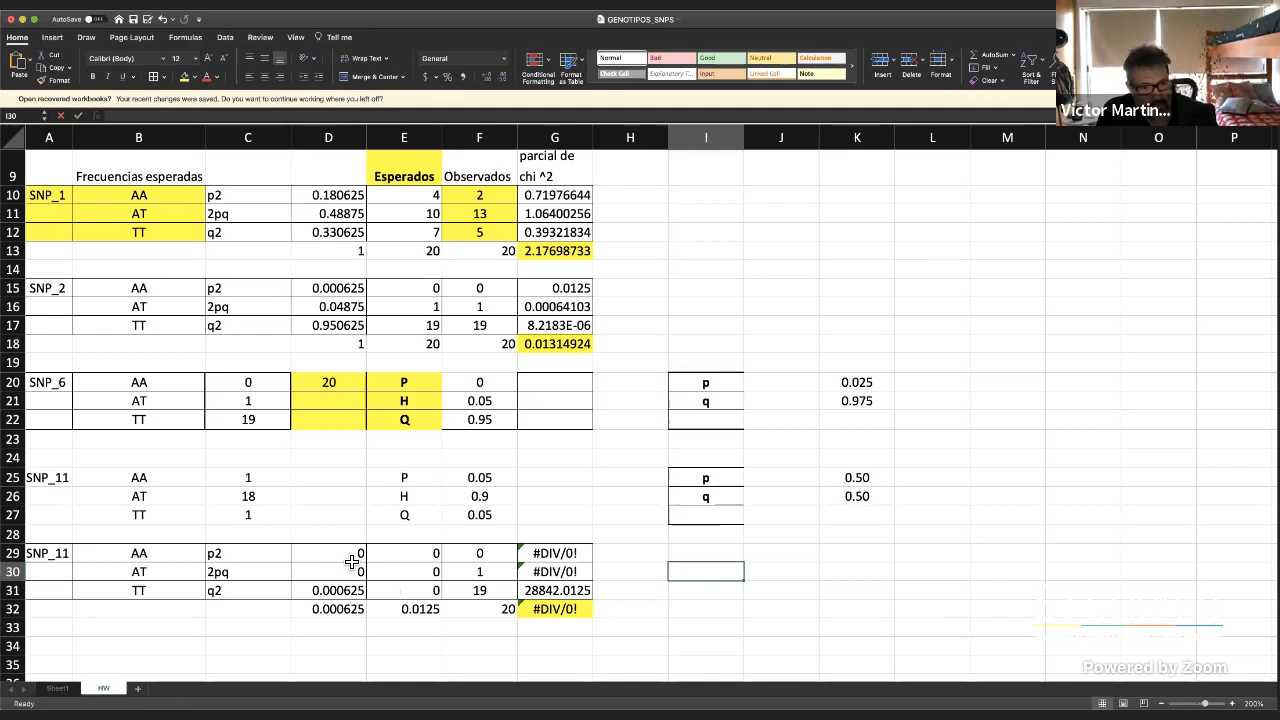 AutoSave OFF GENOTIPOS_SNPS
Home Insert Draw Page Layout Formulas Data Review View Tell me
Cut
Copy
Format
Paste
Calibri (Body) 12
B I U
Wrap Text
Merge & Center
General
Conditional Formatting
Format as Table
Normal Bad Good Neutral Calculation
Check Cell Explanatory T... Input Linked Cell Note
Insert Delete Format
AutoSum
Fill
Clear
Sort & Filter
Victor Martin...
Open recovered workbooks? Your recent changes were saved. Do you want to continue working where you left off?
I30 fx
A B C D E F G H I J K L M N O P
parcial de
9 Frecuencias esperadas Esperados Observados chi ^2
10 SNP_1 AA p2 0.180625 4 2 0.71976644
11 AT 2pq 0.48875 10 13 1.06400256
12 TT q2 0.330625 7 5 0.39321834
13 1 20 20 2.17698733
14
15 SNP_2 AA p2 0.000625 0 0 0.0125
16 AT 2pq 0.04875 1 1 0.00064103
17 TT q2 0.950625 19 19 8.2183E-06
18 1 20 20 0.01314924
19
20 SNP_6 AA 0 20 P 0 p 0.025
21 AT 1 H 0.05 q 0.975
22 TT 19 Q 0.95
23
24
25 SNP_11 AA 1 P 0.05 p 0.50
26 AT 18 H 0.9 q 0.50
27 TT 1 Q 0.05
28
29 SNP_11 AA p2 0 0 0 #DIV/0!
30 AT 2pq 0 0 1 #DIV/0!
31 TT q2 0.000625 0 19 28842.0125
32 0.000625 0.0125 20 #DIV/0!
33
34
35
Powered by Zoom
Sheet1 HW +
Ready 200%